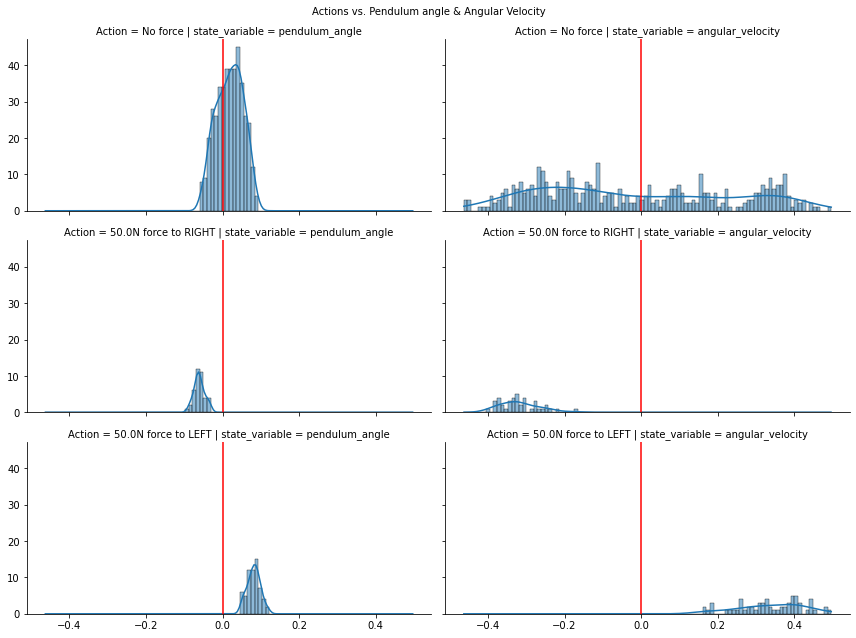 Actions vs. Pendulum angle & Angular Velocity
Action = No force | state_variable = pendulum_angle
Action = No force | state_variable = angular_velocity
40
30
20
10
0
Action = 50.0N force to RIGHT | state_variable = pendulum_angle
Action = 50.0N force to RIGHT | state_variable = angular_velocity
40
30
20
10
0
Action = 50.0N force to LEFT | state_variable = pendulum_angle
Action = 50.0N force to LEFT | state_variable = angular_velocity
40
30
20
10
0
−0.4 −0.2 0.0 0.2 0.4
−0.4 −0.2 0.0 0.2 0.4